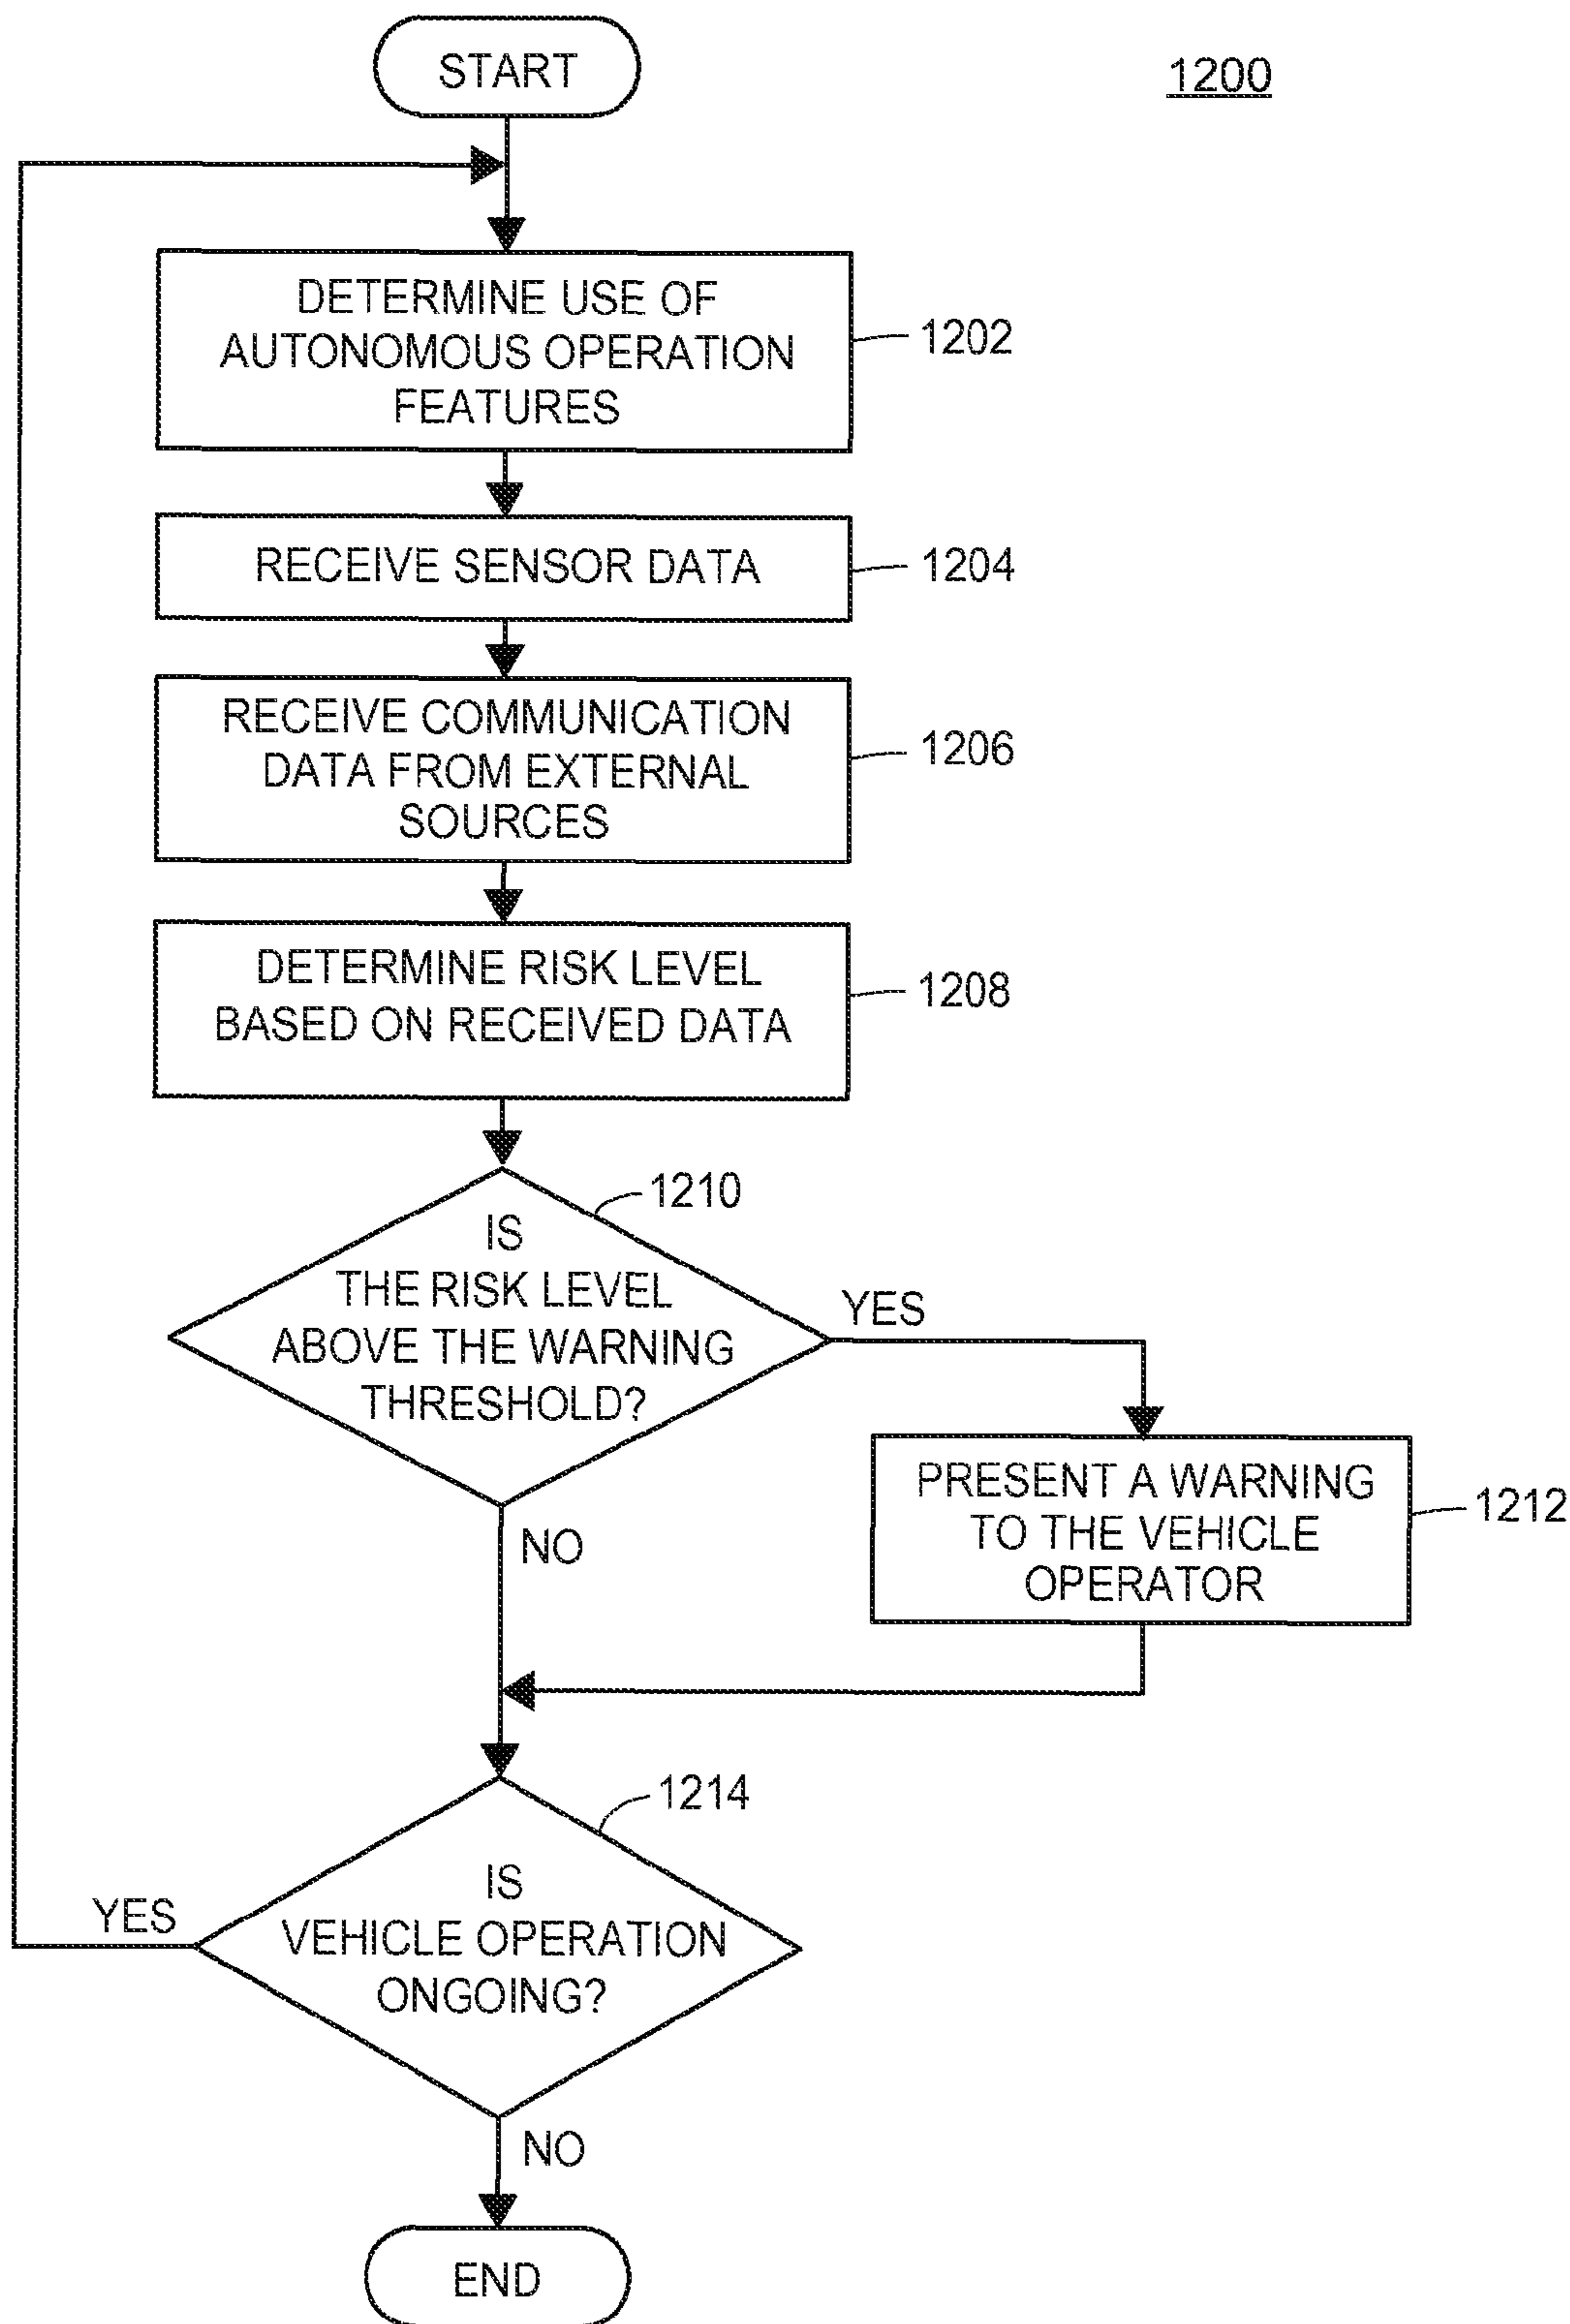 START
1200
DETERMINE USE OF
AUTONOMOUS OPERATION
FEATURES
1202
RECEIVE SENSOR DATA
1204
RECEIVE COMMUNICATION
DATA FROM EXTERNAL
SOURCES
1206
DETERMINE RISK LEVEL
BASED ON RECEIVED DATA
1208
1210
IS
THE RISK LEVEL
ABOVE THE WARNING
THRESHOLD?
YES
NO
PRESENT A WARNING
TO THE VEHICLE
OPERATOR
1212
1214
IS
VEHICLE OPERATION
ONGOING?
YES
NO
END